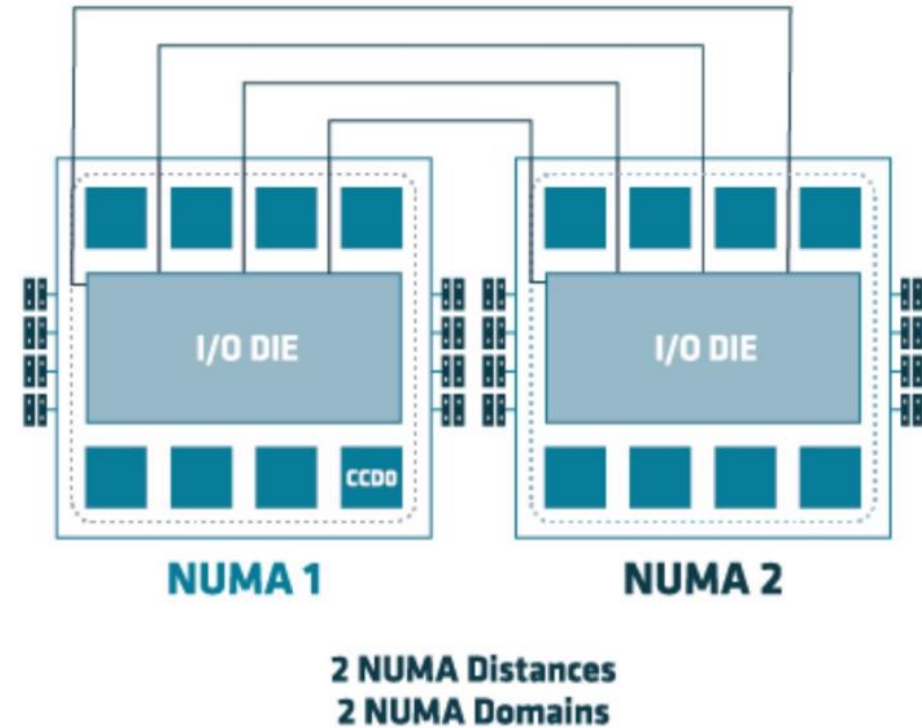 I/O DIE
I/O DIE
CCD0
NUMA 1
NUMA 2
2 NUMA Distances
2 NUMA Domains